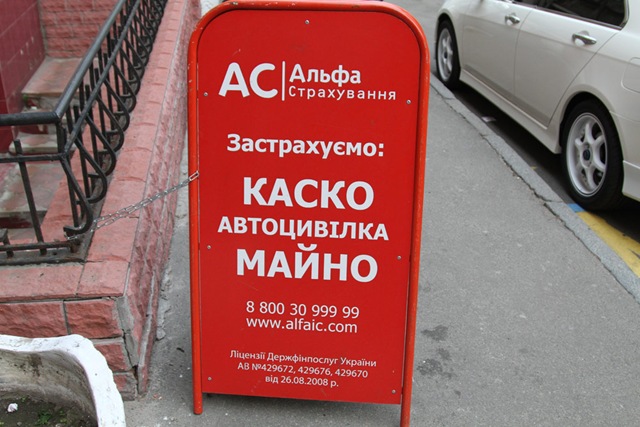 АС Альфа
Страхування
Застрахуємо:
КАСКО
АВТОЦИВІЛКА
МАЙНО
8 800 30 999 99
www.alfaic.com
Ліцензії Держфінпослуг України
АВ №429672, 429676, 429670
від 26.08.2008 р.